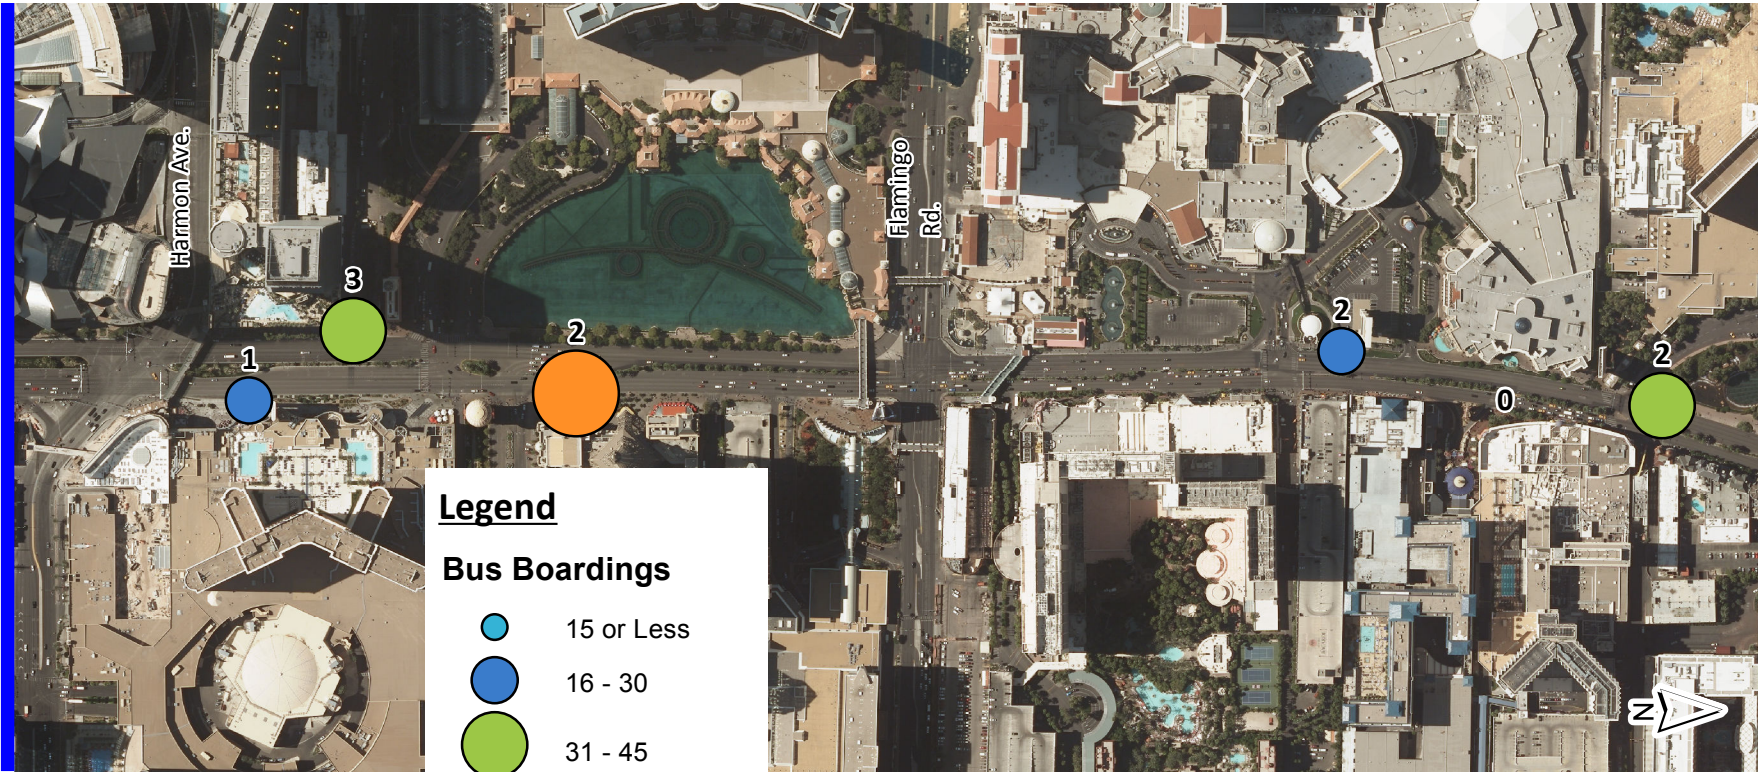 Harmon Ave.
Flamingo
Rd.
3
1
2
2
0
2
Legend
Bus Boardings
15 or Less
16 - 30
31 - 45
N